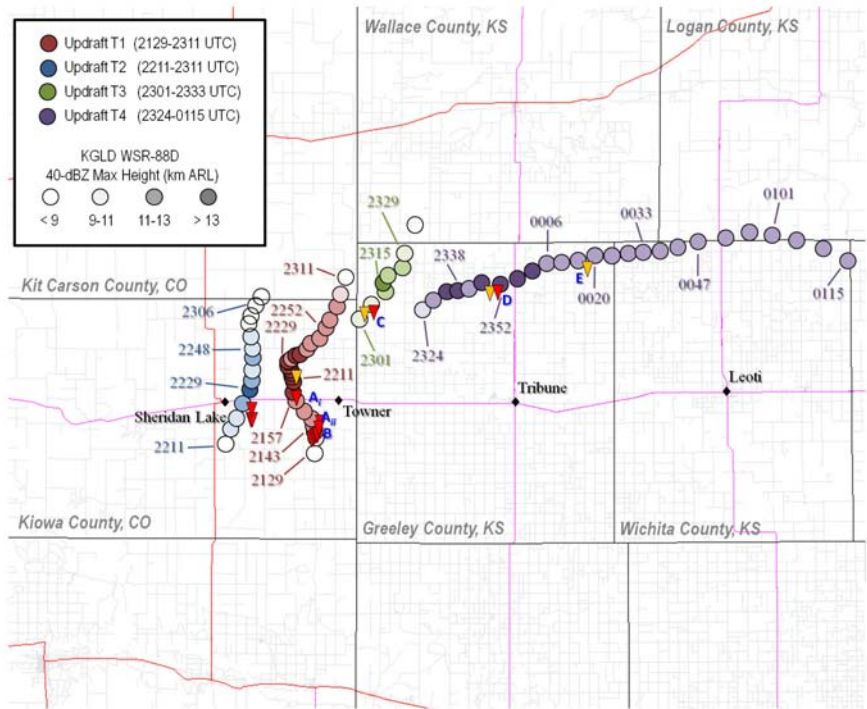 Wallace County, KS
Logan County, KS
Updraft T1 (2129-2311 UTC)
Updraft T2 (2211-2311 UTC)
Updraft T3 (2301-2333 UTC)
Updraft T4 (2324-0115 UTC)
KGLD WSR-88D
40-dBZ Max Height (km ARL)
< 9 9-11 11-13 > 13
2329
0101
0006
0033
2315
2338
2311
Kit Carson County, CO
2306
2252
E
0020
0047
0115
D
2352
C
2229
2324
2248
2301
2211
2229
Leoti
Tribune
Towner
Sheridan Lake
Ai
Aii
B
2157
2211
2143
2129
Kiowa County, CO
Greeley County, KS
Wichita County, KS